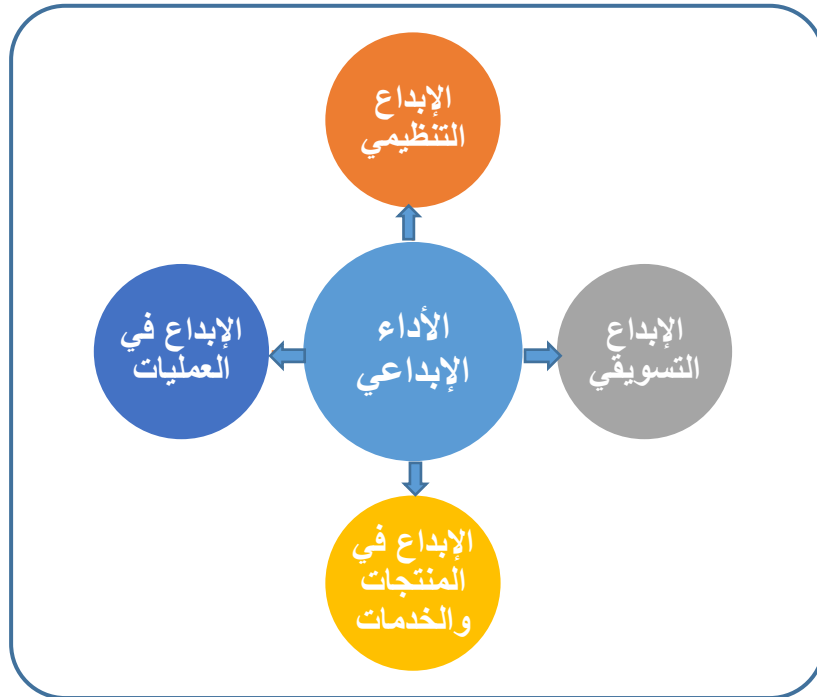 الإبداع
التنظيمي
الإبداع
التسويقي
الأداء
الإبداعي
الإبداع في
العمليات
الإبداع في
المنتجات
والخدمات